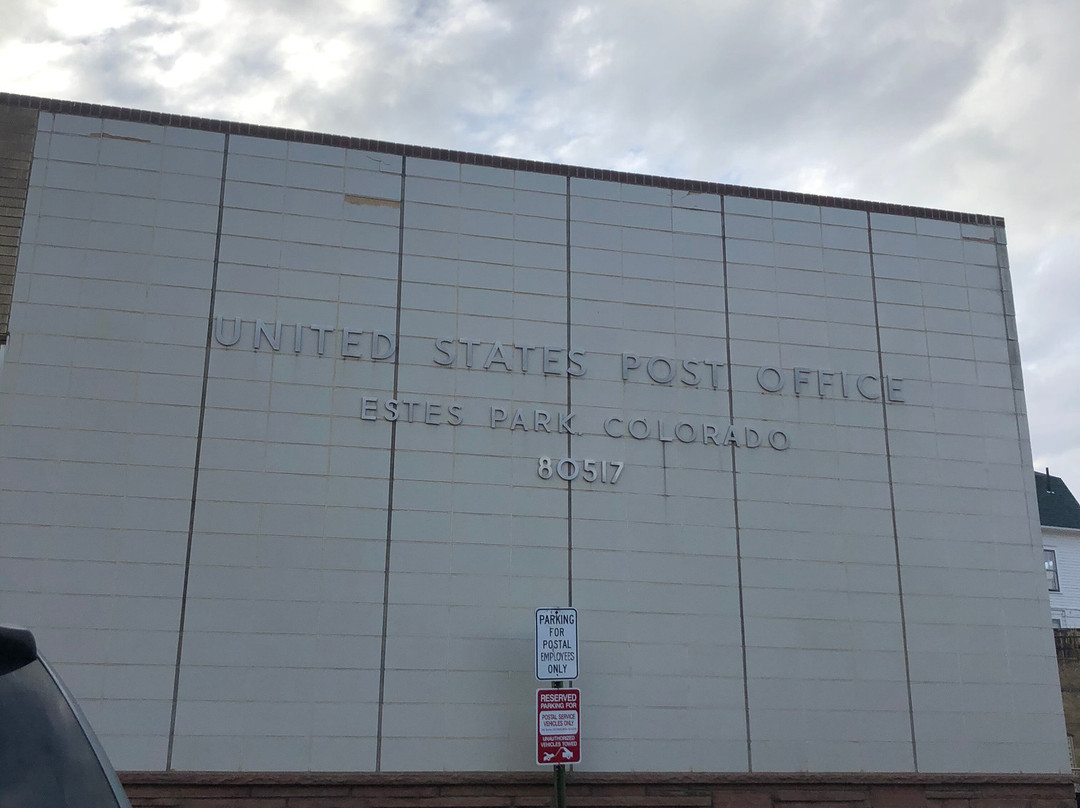 UNITED STATES POST OFFICE
ESTES PARK, COLORADO
80517
PARKING
FOR
POSTAL
EMPLOYEES
ONLY
RESERVED
PARKING FOR
POSTAL SERVICE
VEHICLES ONLY
UNAUTHORIZED
VEHICLES TOWED